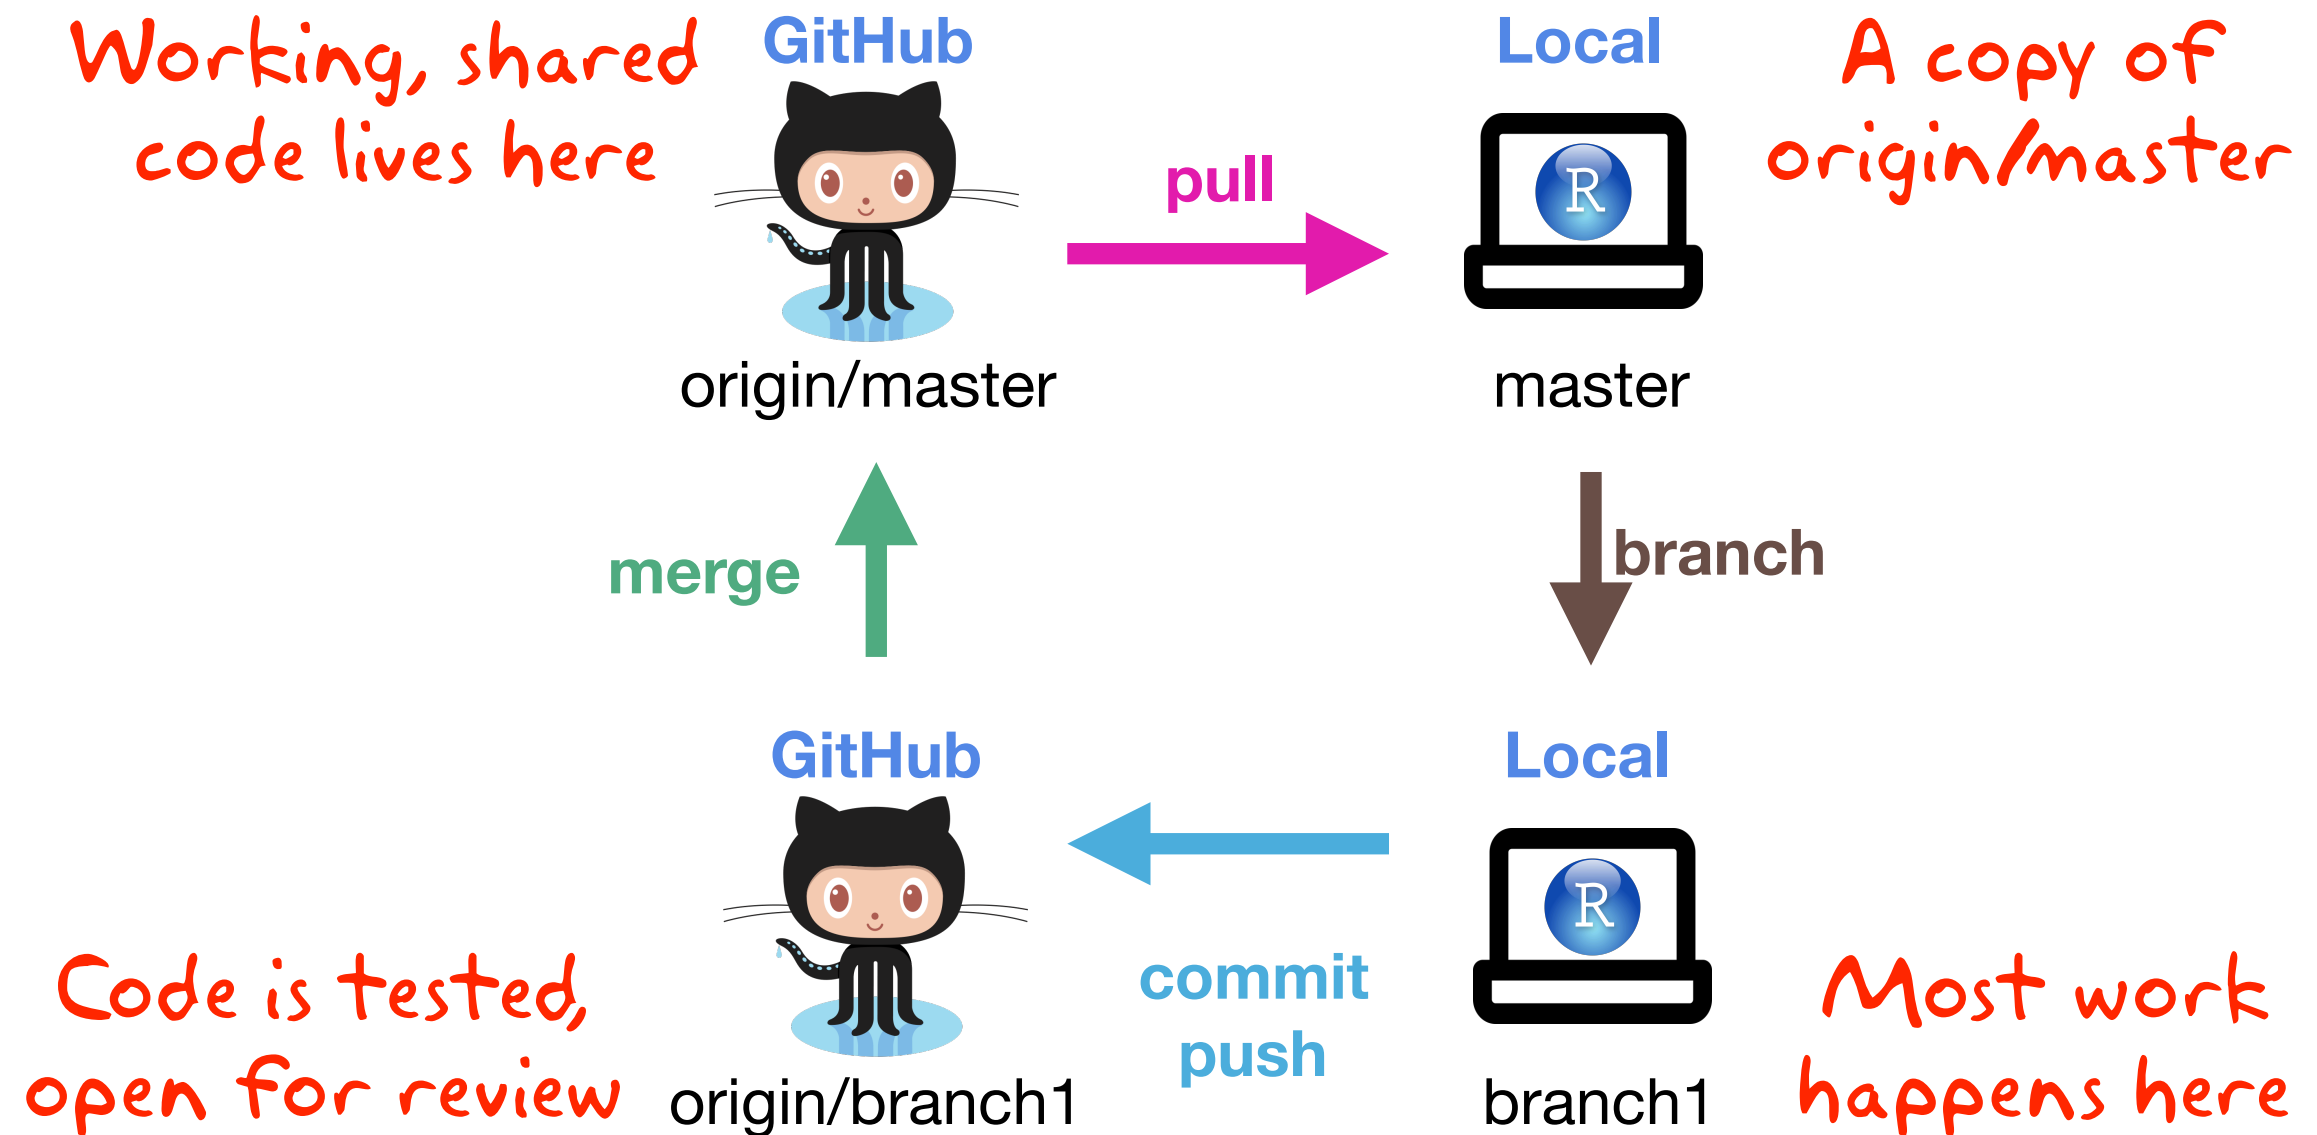 Working, shared
code lives here
GitHub
Local
A copy of
origin/master
pull
R
origin/master
master
merge
branch
GitHub
Local
R
Code is tested,
open for review
commit
push
Most work
happens here
origin/branch1
branch1